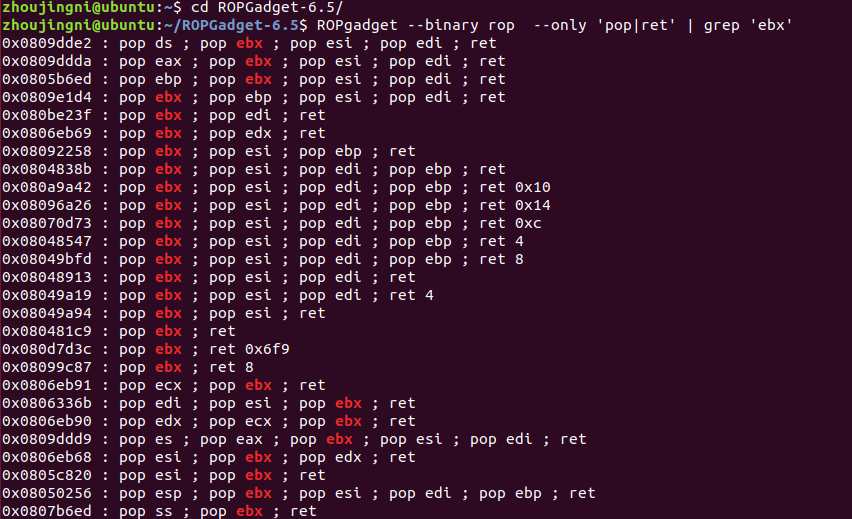 zhoujingni@ubuntu:~$ cd ROPGadget-6.5/
zhoujingni@ubuntu:~/ROPGadget-6.5$ ROPgadget --binary rop  --only 'pop|ret' | grep 'ebx'
0x0809dde2 : pop ds ; pop ebx ; pop esi ; pop edi ; ret
0x0809ddda : pop eax ; pop ebx ; pop esi ; pop edi ; ret
0x0805b6ed : pop ebp ; pop ebx ; pop esi ; pop edi ; ret
0x0809e1d4 : pop ebx ; pop ebp ; pop esi ; pop edi ; ret
0x080be23f : pop ebx ; pop edi ; ret
0x0806eb69 : pop ebx ; pop edx ; ret
0x08092258 : pop ebx ; pop esi ; pop ebp ; ret
0x0804838b : pop ebx ; pop esi ; pop edi ; pop ebp ; ret
0x080a9a42 : pop ebx ; pop esi ; pop edi ; pop ebp ; ret 0x10
0x08096a26 : pop ebx ; pop esi ; pop edi ; pop ebp ; ret 0x14
0x08070d73 : pop ebx ; pop esi ; pop edi ; pop ebp ; ret 0xc
0x08048547 : pop ebx ; pop esi ; pop edi ; pop ebp ; ret 4
0x08049bfd : pop ebx ; pop esi ; pop edi ; pop ebp ; ret 8
0x08048913 : pop ebx ; pop esi ; pop edi ; ret
0x08049a19 : pop ebx ; pop esi ; pop edi ; ret 4
0x08049a94 : pop ebx ; pop esi ; ret
0x080481c9 : pop ebx ; ret
0x080d7d3c : pop ebx ; ret 0x6f9
0x08099c87 : pop ebx ; ret 8
0x0806eb91 : pop ecx ; pop ebx ; ret
0x0806336b : pop edi ; pop esi ; pop ebx ; ret
0x0806eb90 : pop edx ; pop ecx ; pop ebx ; ret
0x0809ddd9 : pop es ; pop eax ; pop ebx ; pop esi ; pop edi ; ret
0x0806eb68 : pop esi ; pop ebx ; pop edx ; ret
0x0805c820 : pop esi ; pop ebx ; ret
0x08050256 : pop esp ; pop ebx ; pop esi ; pop edi ; pop ebp ; ret
0x0807b6ed : pop ss ; pop ebx ; ret